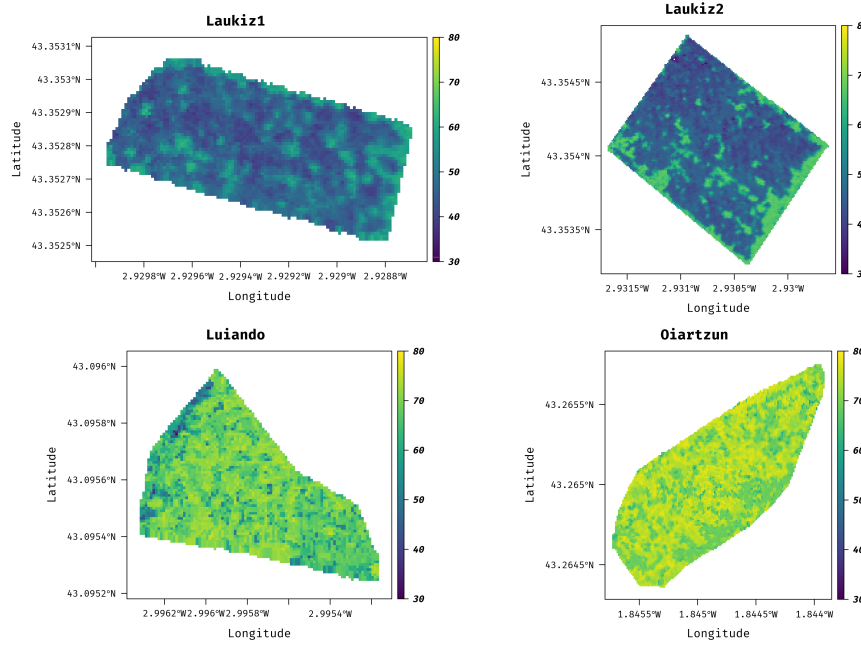 Laukiz1
43.3531°N
43.353°N
43.3529°N
43.3528°N
43.3527°N
43.3526°N
43.3525°N
Latitude
2.9298°W 2.9296°W 2.9294°W 2.9292°W 2.929°W 2.9288°W
Longitude
80
70
60
50
40
30
Laukiz2
43.3545°N
43.354°N
43.3535°N
Latitude
2.9315°W 2.931°W 2.9305°W 2.93°W
Longitude
Luiando
43.096°N
43.0958°N
43.0956°N
43.0954°N
43.0952°N
Latitude
2.9962°W 2.996°W 2.9958°W 2.9954°W
Longitude
80
70
60
50
40
30
Oiartzun
43.2655°N
43.265°N
43.2645°N
Latitude
1.8455°W 1.845°W 1.8445°W 1.844°W
Longitude